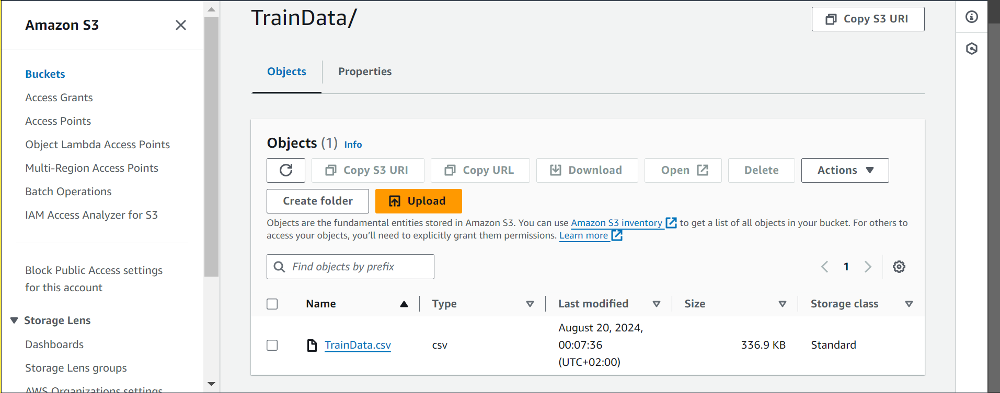 Amazon S3
Buckets
Access Grants
Access Points
Object Lambda Access Points
Multi-Region Access Points
Batch Operations
IAM Access Analyzer for S3
Block Public Access settings
for this account
Storage Lens
Dashboards
Storage Lens groups
AWS Organizations settings
TrainData/
Copy S3 URI
Objects
Properties
Objects (1) Info
Copy S3 URI
Copy URL
Download
Open
Delete
Actions
Create folder
Upload
Objects are the fundamental entities stored in Amazon S3. You can use Amazon S3 inventory to get a list of all objects in your bucket. For others to
access your objects, you’ll need to explicitly grant them permissions. Learn more
Find objects by prefix
1
Name Type Last modified Size Storage class
August 20, 2024,
TrainData.csv csv 00:07:36 336.9 KB Standard
(UTC+02:00)